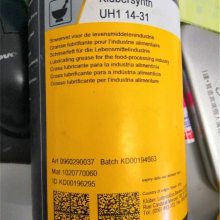 Klübersynth
UH1 14-31
Smeervet voor de levensmiddelenindustrie
Graisse lubrifiante pour l'industrie alimentaire
Schmierfett für die Lebensmittelindustrie
Lubricating grease for the food-processing industry
Grasa lubricante para la industria alimentaria
Grasso lubrificante per l'industria alimentare
Art 0960290037 Batch KD00194663
Mat 1020770060
ID KD00196295